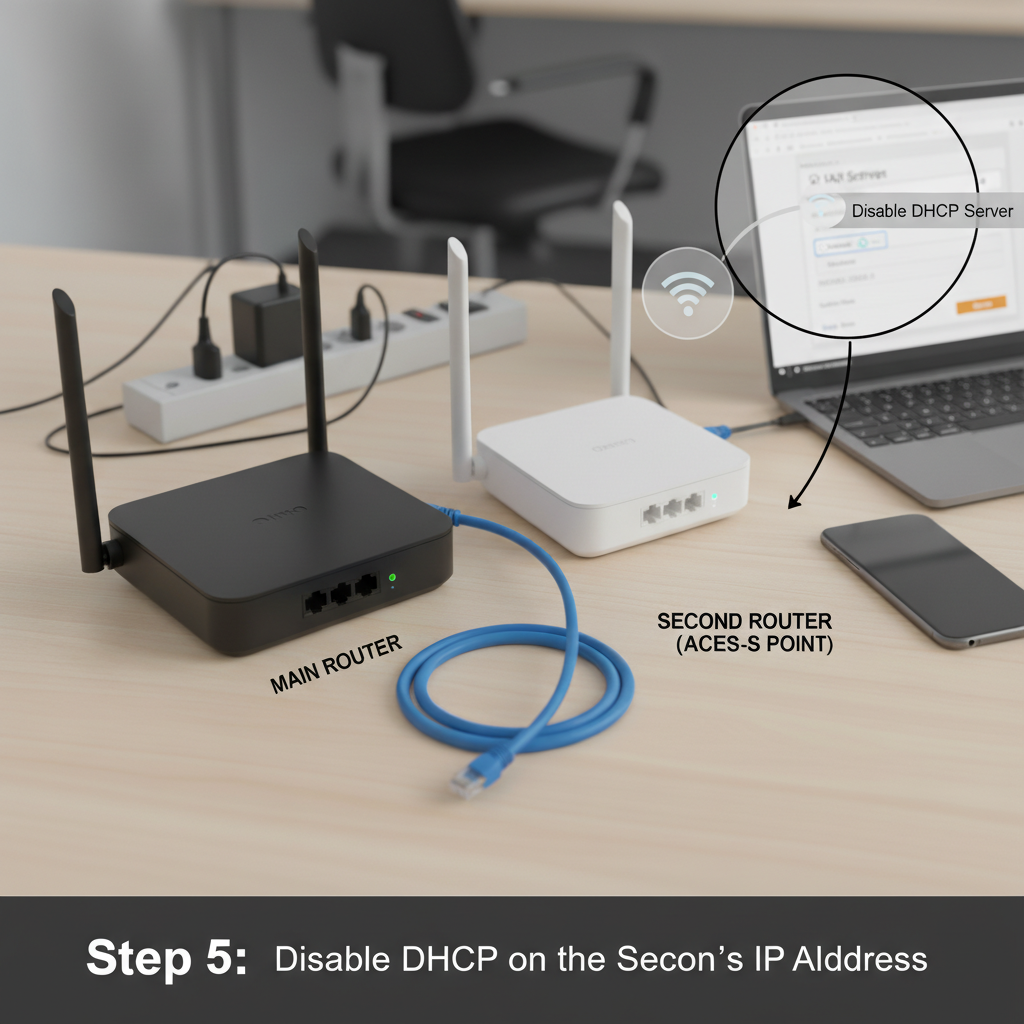 Disable DHCP Server
MAIN ROUTER
SECOND ROUTER
(ACES-S POINT)
Step 5: Disable DHCP on the Secon's IP Alddress